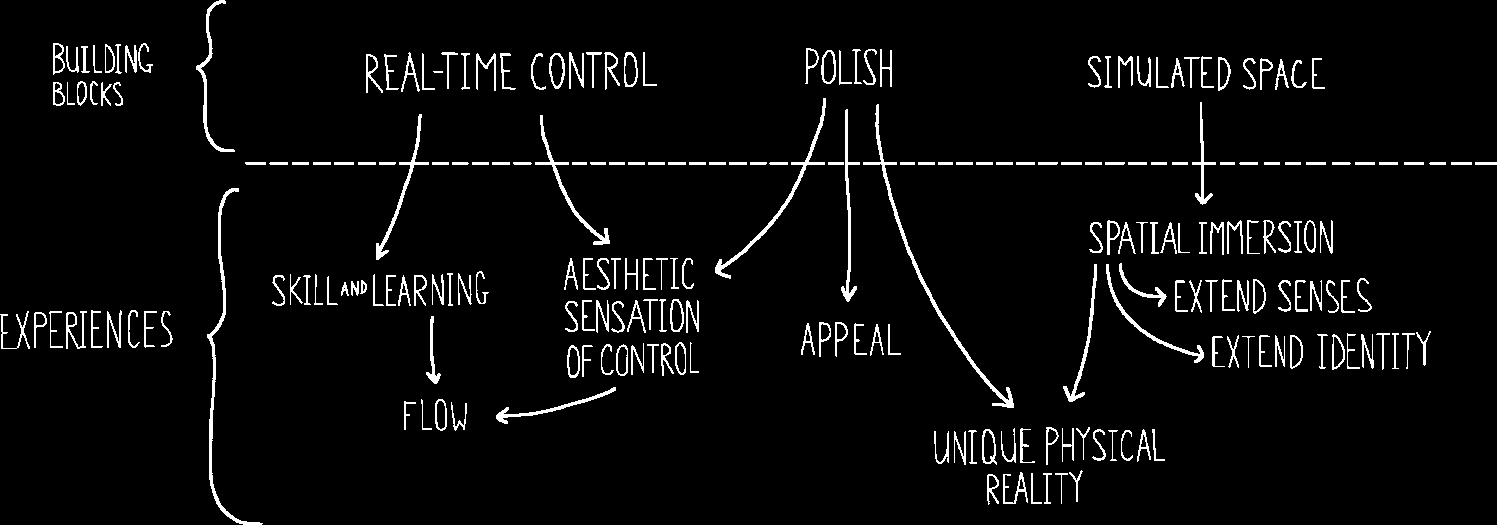 BUILDING
BLOCKS
REAL-TIME CONTROL
POLISH
SIMULATED SPACE
EXPERIENCES
SKILL AND LEARNING
AESTHETIC
SENSATION
OF CONTROL
FLOW
APPEAL
SPATIAL IMMERSION
EXTEND SENSES
EXTEND IDENTITY
UNIQUE PHYSICAL
REALITY